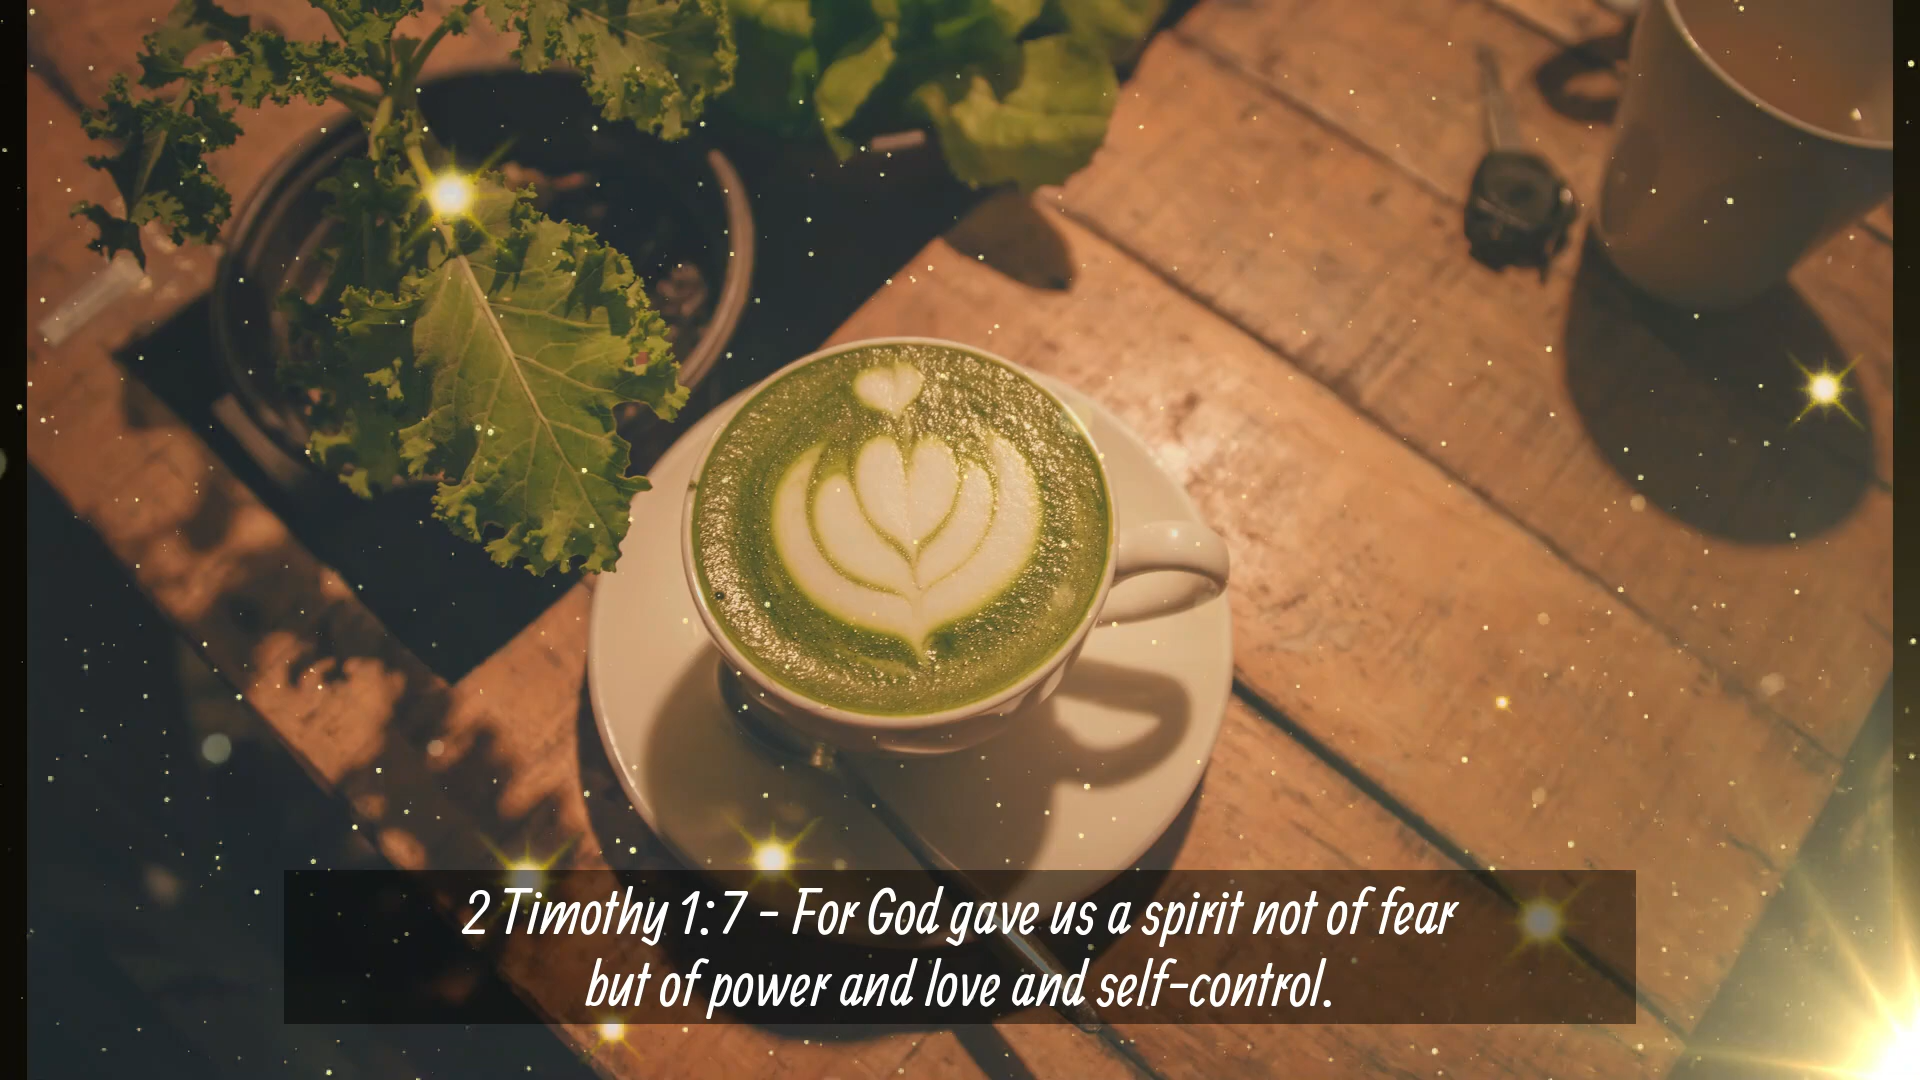 2 Timothy 1:7 - For God gave us a spirit not of fear
but of power and love and self-control.